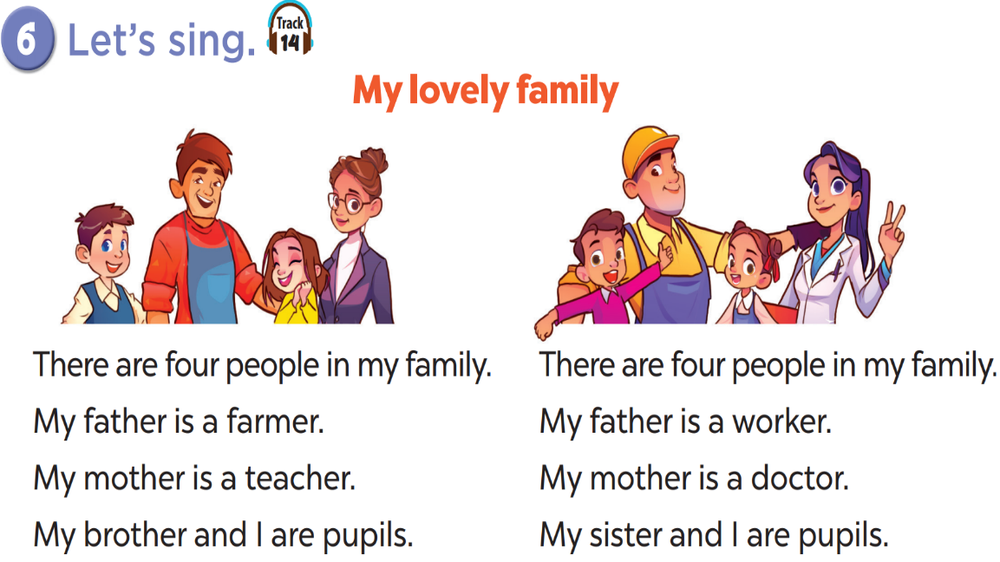 6 Let's sing. Track 14
My lovely family
There are four people in my family.
My father is a farmer.
My mother is a teacher.
My brother and I are pupils.
There are four people in my family.
My father is a worker.
My mother is a doctor.
My sister and I are pupils.